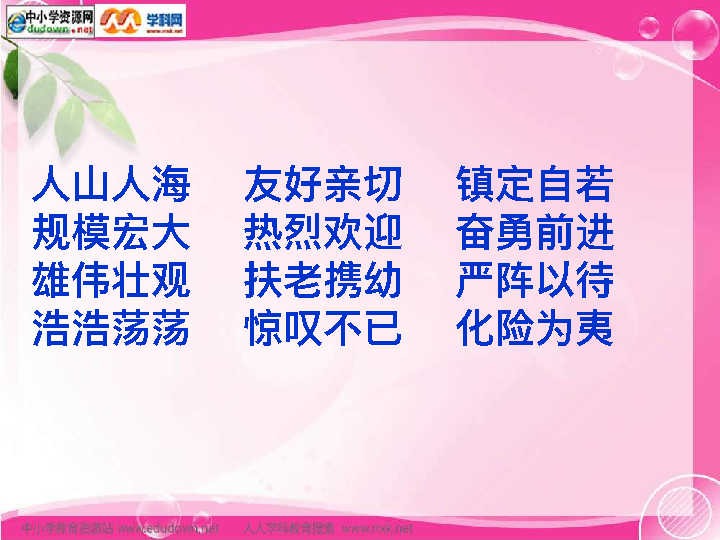 中小学资源网
dudown.net
学科网
www.nxk.net
人山人海 友好亲切 镇定自若
规模宏大 热烈欢迎 奋勇前进
雄伟壮观 扶老携幼 严阵以待
浩浩荡荡 惊叹不已 化险为夷
中小学教育资源站 www.edudown.net 人人学科教育搜索 www.rrxk.net